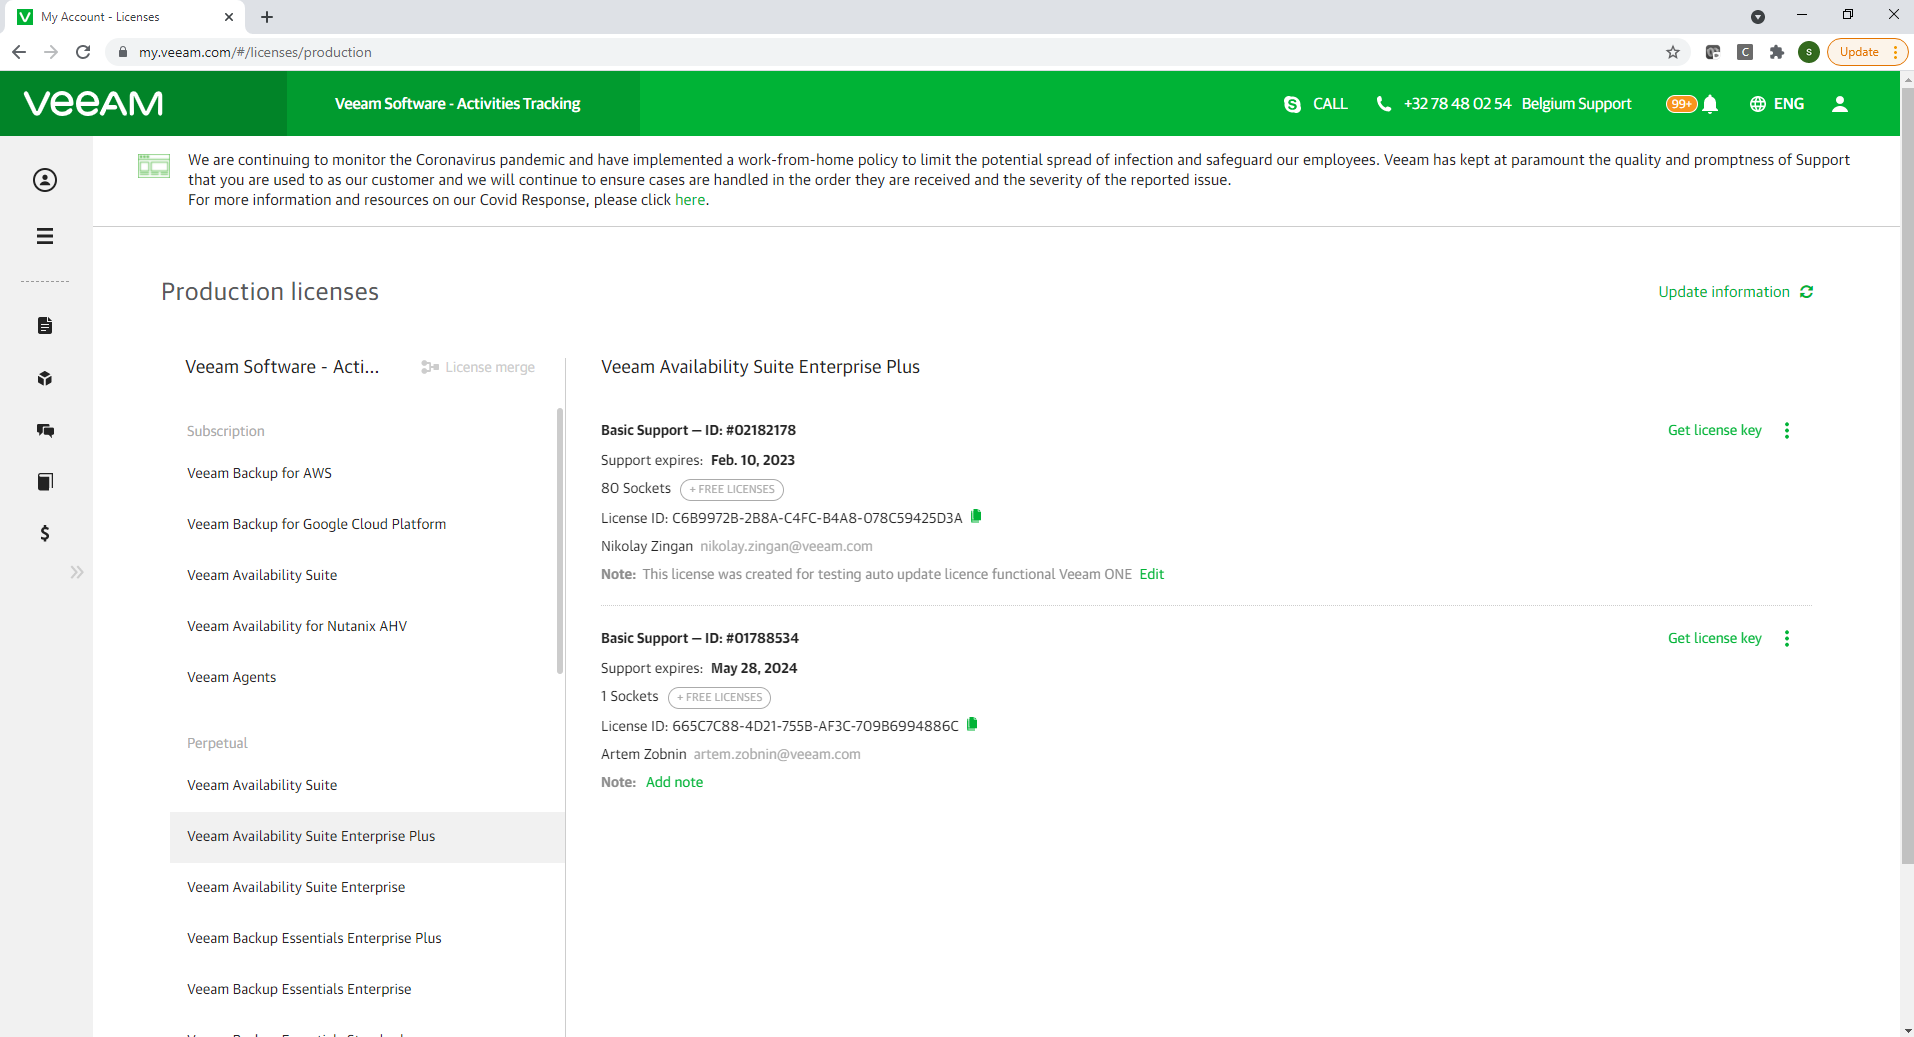 My Account - Licenses
my.veeam.com/#/licenses/production
C
s
Update
VEEAM
Veeam Software - Activities Tracking
CALL
+32 78 48 02 54 Belgium Support
99+
ENG
We are continuing to monitor the Coronavirus pandemic and have implemented a work-from-home policy to limit the potential spread of infection and safeguard our employees. Veeam has kept at paramount the quality and promptness of Support
that you are used to as our customer and we will continue to ensure cases are handled in the order they are received and the severity of the reported issue.
For more information and resources on our Covid Response, please click here.
Production licenses
Update information
Veeam Software - Acti...
License merge
Subscription
Veeam Backup for AWS
Veeam Backup for Google Cloud Platform
Veeam Availability Suite
Veeam Availability for Nutanix AHV
Veeam Agents
Perpetual
Veeam Availability Suite
Veeam Availability Suite Enterprise Plus
Veeam Availability Suite Enterprise
Veeam Backup Essentials Enterprise Plus
Veeam Backup Essentials Enterprise
Veeam Availability Suite Enterprise Plus
Basic Support – ID: #02182178
Get license key
Support expires: Feb. 10, 2023
80 Sockets + FREE LICENSES
License ID: C6B9972B-2B8A-C4FC-B4A8-078C59425D3A
Nikolay Zingan nikolay.zingan@veeam.com
Note: This license was created for testing auto update licence functional Veeam ONE Edit
Basic Support – ID: #01788534
Get license key
Support expires: May 28, 2024
1 Sockets + FREE LICENSES
License ID: 665C7C88-4D21-755B-AF3C-709B6994886C
Artem Zobnin artem.zobnin@veeam.com
Note: Add note